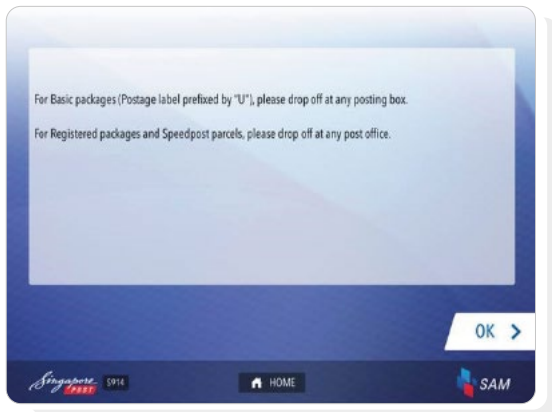 For Basic packages (Postage label prefixed by "U"), please drop off at any posting box.
For Registered packages and Speedpost parcels, please drop off at any post office.
OK >
Singapore POST S914 HOME SAM